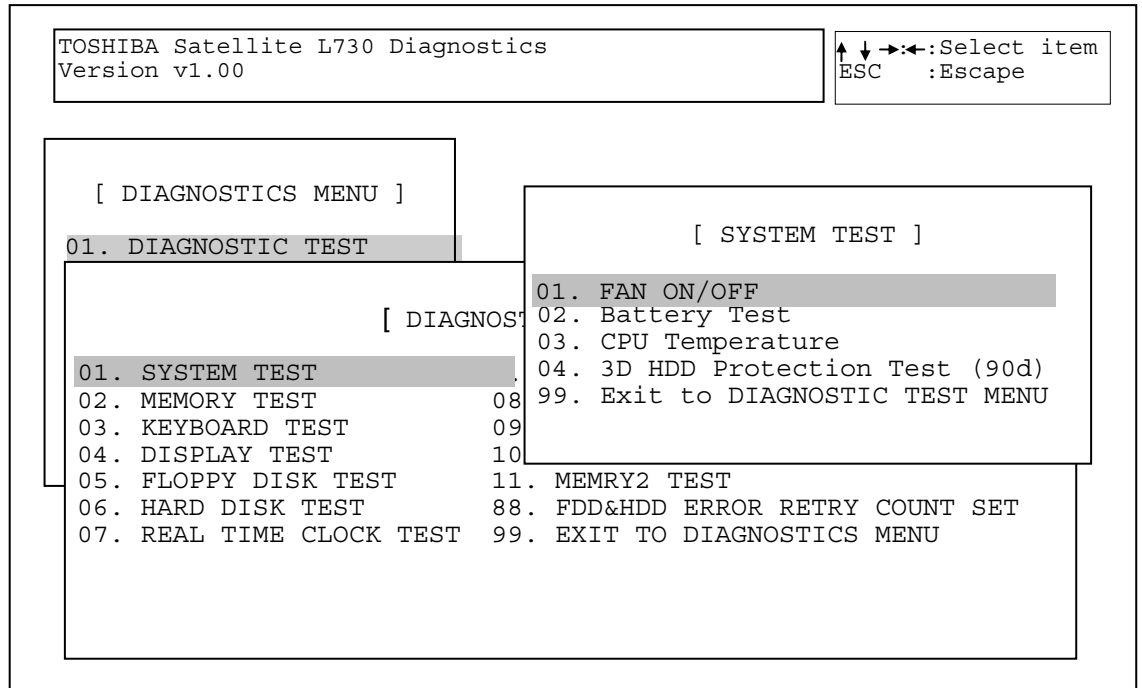 TOSHIBA Satellite L730 Diagnostics
Version v1.00
↑ ↓ →:←:Select item
ESC :Escape
[ DIAGNOSTICS MENU ]
01. DIAGNOSTIC TEST
[ DIAGNOS
01. SYSTEM TEST
02. MEMORY TEST 08
03. KEYBOARD TEST 09
04. DISPLAY TEST 10
05. FLOPPY DISK TEST 11. MEMRY2 TEST
06. HARD DISK TEST 88. FDD&HDD ERROR RETRY COUNT SET
07. REAL TIME CLOCK TEST 99. EXIT TO DIAGNOSTICS MENU
[ SYSTEM TEST ]
01. FAN ON/OFF
02. Battery Test
03. CPU Temperature
04. 3D HDD Protection Test (90d)
99. Exit to DIAGNOSTIC TEST MENU